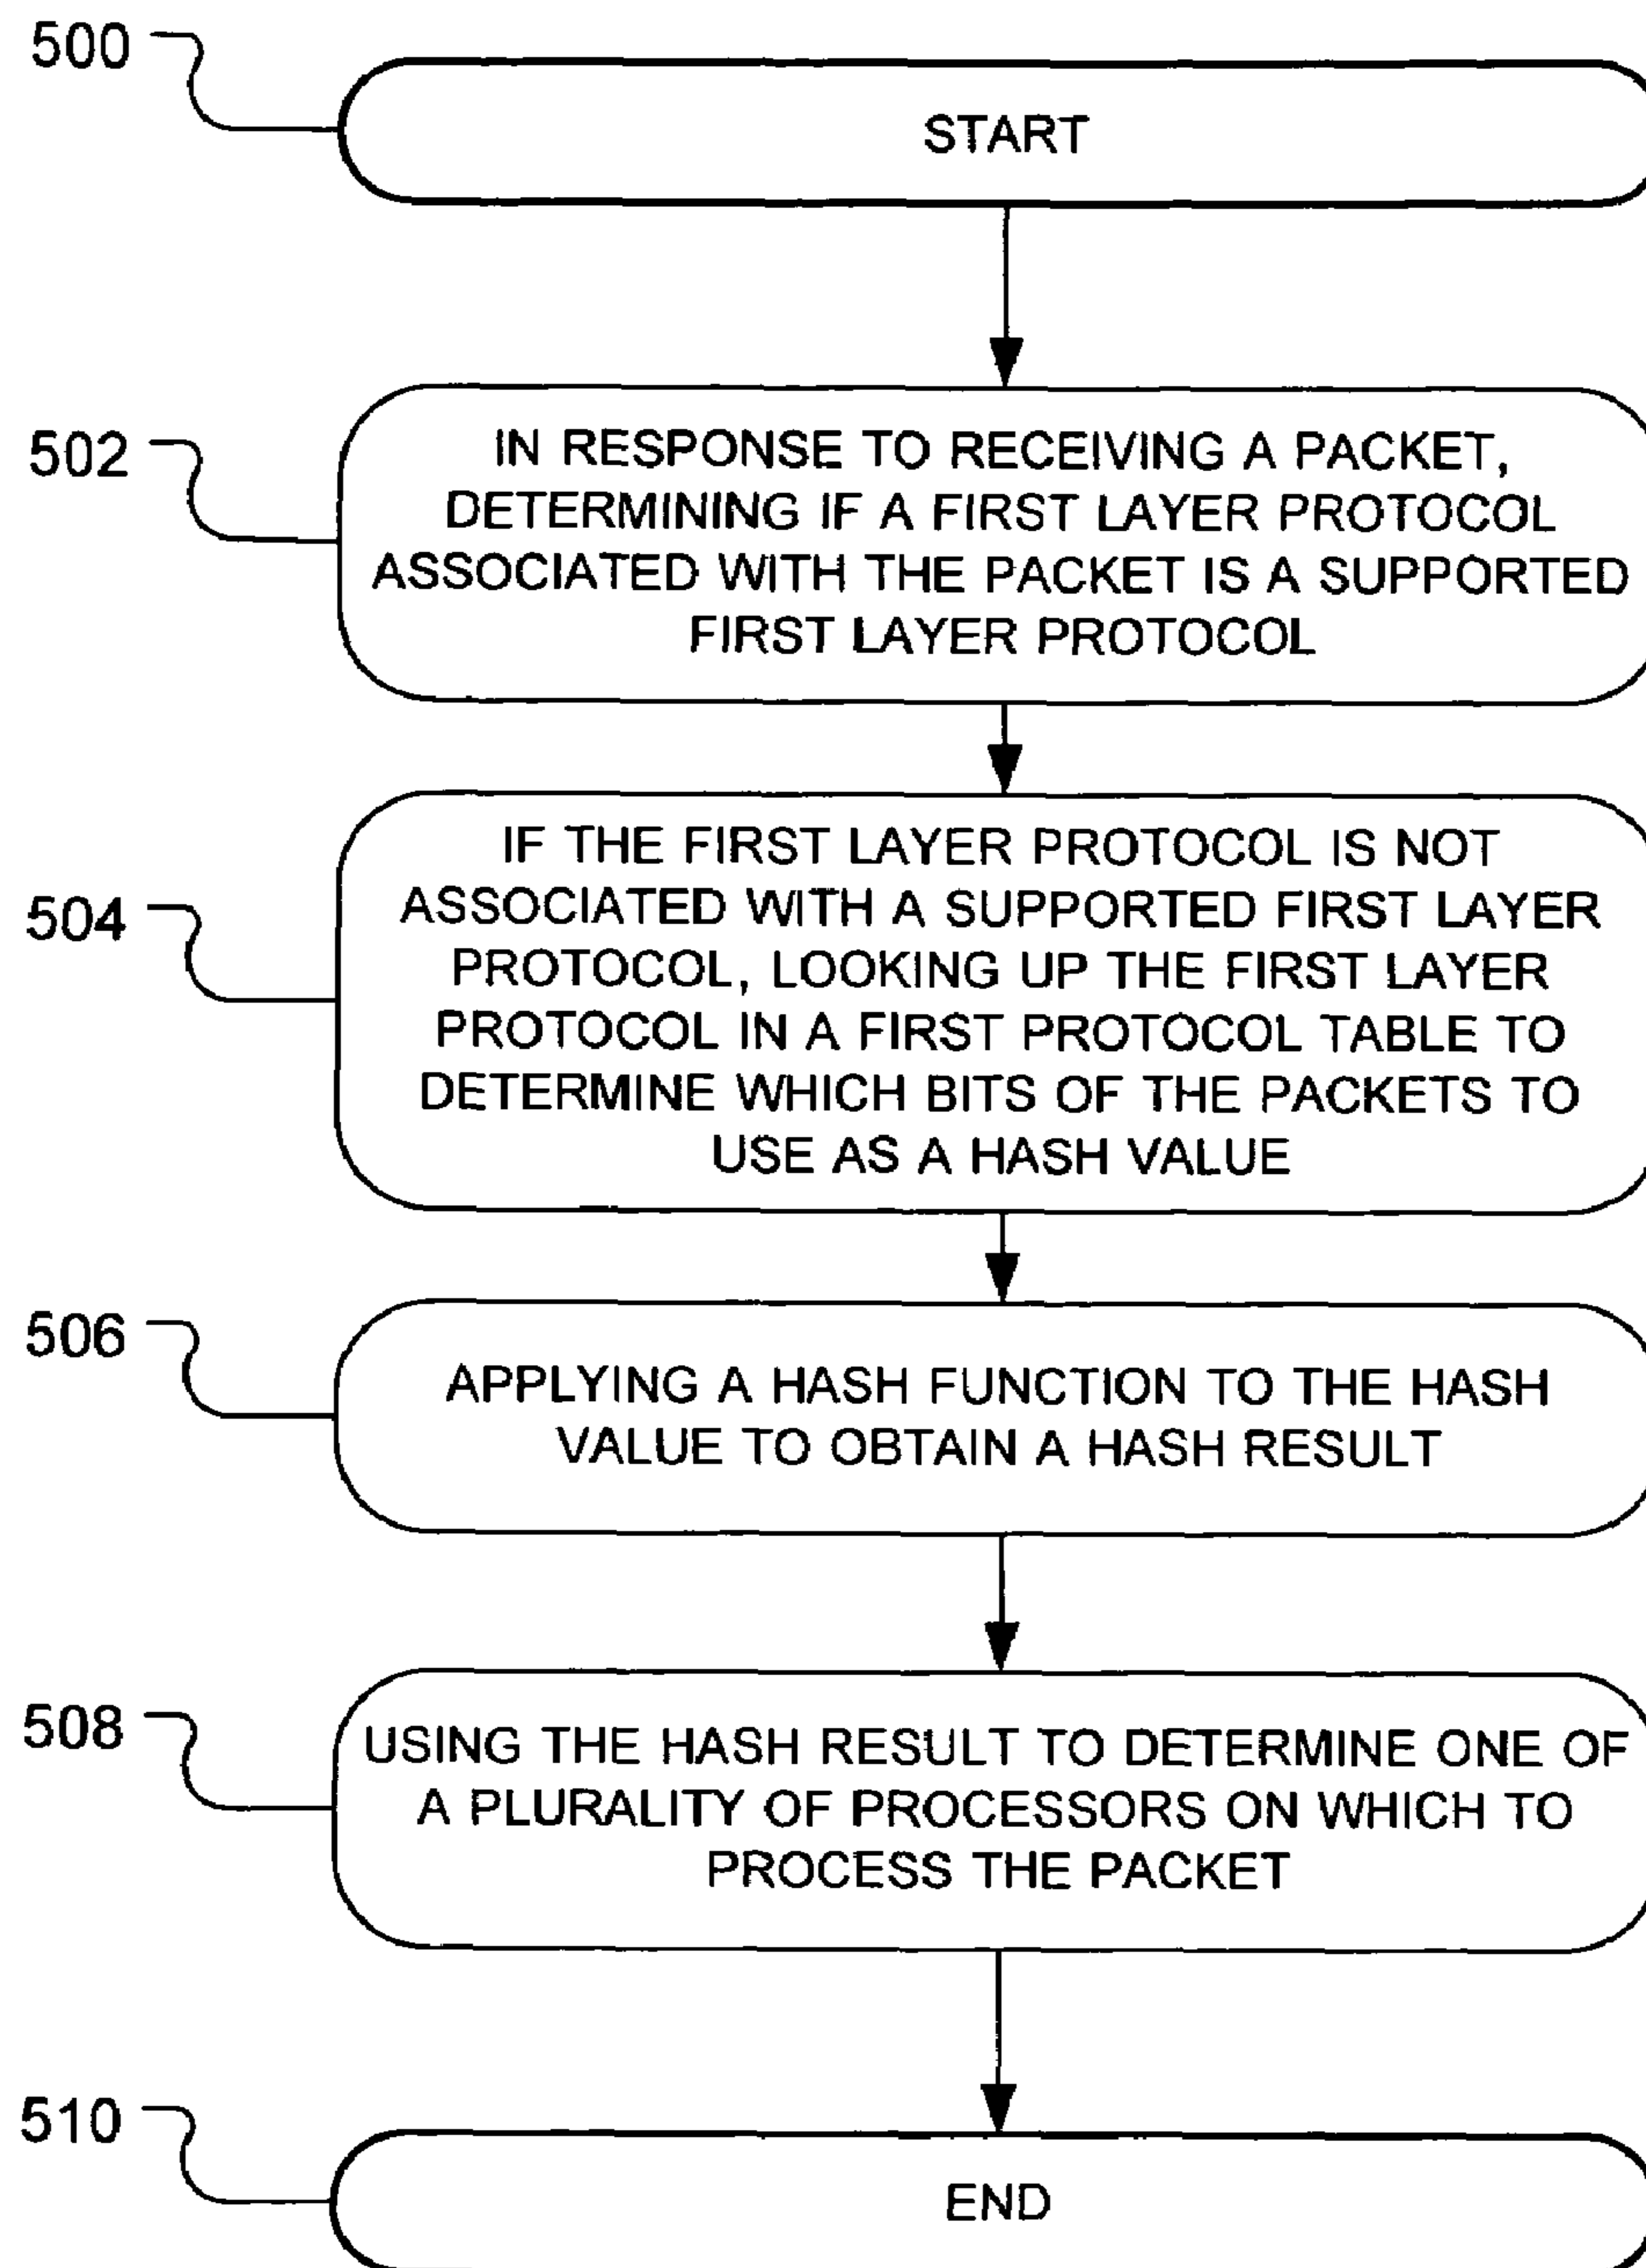 500
START
502
IN RESPONSE TO RECEIVING A PACKET,
DETERMINING IF A FIRST LAYER PROTOCOL
ASSOCIATED WITH THE PACKET IS A SUPPORTED
FIRST LAYER PROTOCOL
504
IF THE FIRST LAYER PROTOCOL IS NOT
ASSOCIATED WITH A SUPPORTED FIRST LAYER
PROTOCOL, LOOKING UP THE FIRST LAYER
PROTOCOL IN A FIRST PROTOCOL TABLE TO
DETERMINE WHICH BITS OF THE PACKETS TO
USE AS A HASH VALUE
506
APPLYING A HASH FUNCTION TO THE HASH
VALUE TO OBTAIN A HASH RESULT
508
USING THE HASH RESULT TO DETERMINE ONE OF
A PLURALITY OF PROCESSORS ON WHICH TO
PROCESS THE PACKET
510
END